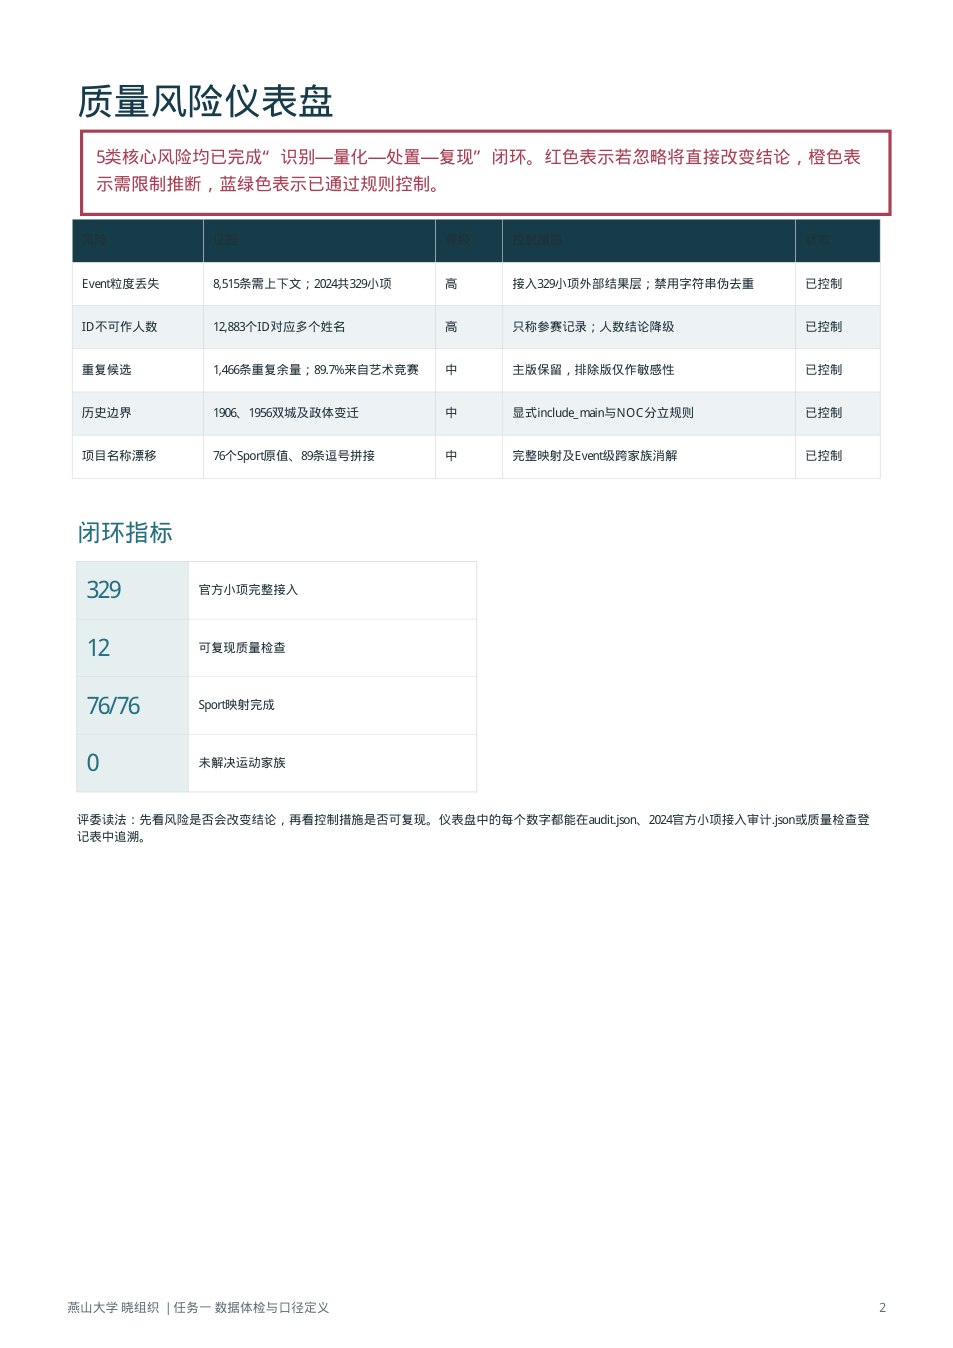 质量风险仪表盘
5类核心风险均已完成“识别—量化—处置—复现”闭环。红色表示若忽略将直接改变结论，橙色表
示需限制推断，蓝绿色表示已通过规则控制。
风险 证据 等级 控制措施 状态
Event粒度丢失 8,515条需上下文；2024共329小项 高 接入329小项外部结果层；禁用字符串伪去重 已控制
ID不可作人数 12,883个ID对应多个姓名 高 只称参赛记录；人数结论降级 已控制
重复候选 1,466条重复余量；89.7%来自艺术竞赛 中 主版保留，排除版仅作敏感性 已控制
历史边界 1906、1956双城及政体变迁 中 显式include_main与NOC分立规则 已控制
项目名称漂移 76个Sport原值、89条逗号拼接 中 完整映射及Event级跨家族消解 已控制
闭环指标
329 官方小项完整接入
12 可复现质量检查
76/76 Sport映射完成
0 未解决运动家族
评委读法：先看风险是否会改变结论，再看控制措施是否可复现。仪表盘中的每个数字都能在audit.json、2024官方小项接入审计.json或质量检查登
记表中追溯。
燕山大学 晓组织 | 任务一 数据体检与口径定义 2